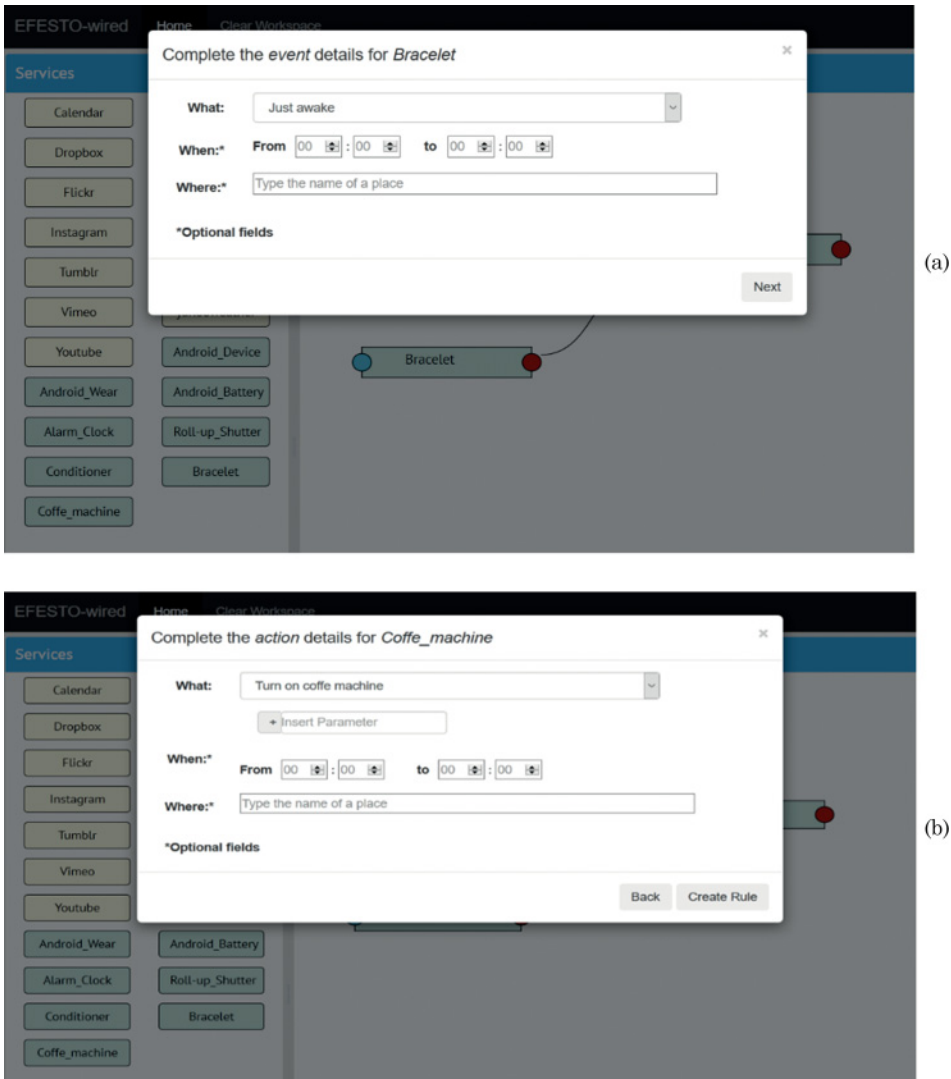 EFESTO-wired Home Clear Workspace
Complete the event details for Bracelet ×
Services
What: Just awake
When:* From 00 : 00 to 00 : 00
Where:* Type the name of a place
*Optional fields
Next
Calendar
Dropbox
Flickr
Instagram
Tumblr
Vimeo
Youtube Android_Device
Android_Wear Android_Battery
Alarm_Clock Roll-up_Shutter
Conditioner Bracelet
Coffe_machine
Bracelet
(a)
EFESTO-wired Home Clear Workspace
Complete the action details for Coffe_machine ×
Services
What: Turn on coffe machine
+ Insert Parameter
When:* From 00 : 00 to 00 : 00
Where:* Type the name of a place
*Optional fields
Back Create Rule
Calendar
Dropbox
Flickr
Instagram
Tumblr
Vimeo
Youtube
Android_Wear Android_Battery
Alarm_Clock Roll-up_Shutter
Conditioner Bracelet
Coffe_machine
(b)